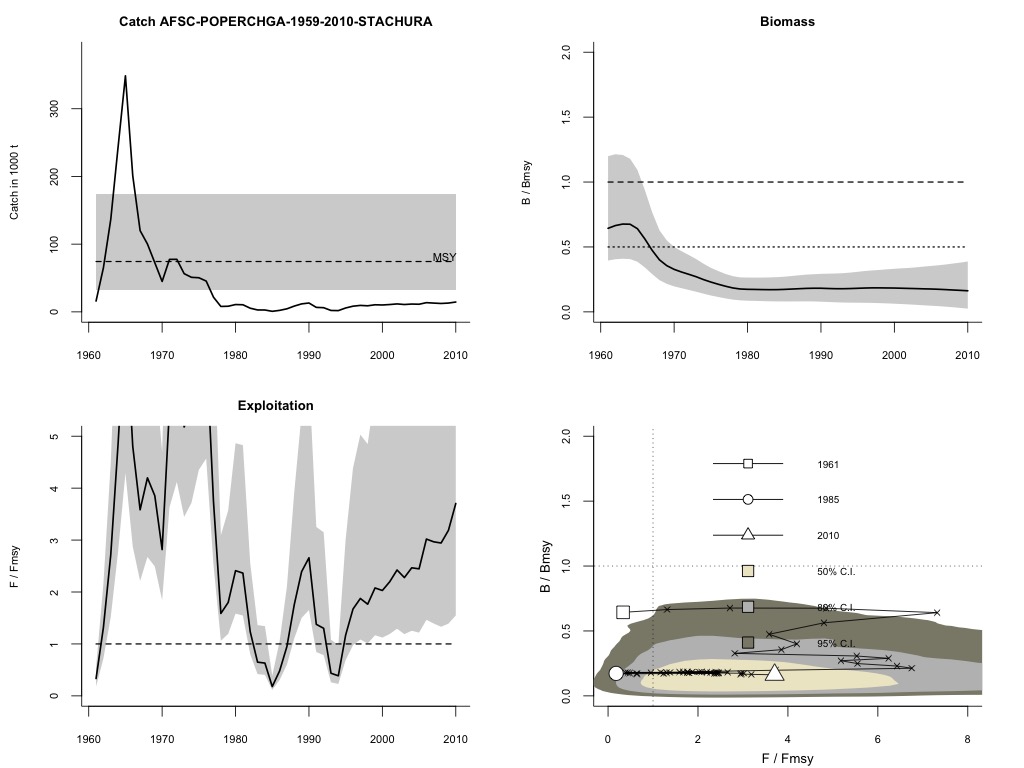 Catch AFSC-POPERCHGA-1959-2010-STACHURA
Catch in 1000 t
0
100
200
300
MSY
1960 1970 1980 1990 2000 2010
Biomass
B / Bmsy
0.0
0.5
1.0
1.5
2.0
1960 1970 1980 1990 2000 2010
Exploitation
F / Fmsy
0
1
2
3
4
5
1960 1970 1980 1990 2000 2010
B / Bmsy
0.0
0.5
1.0
1.5
2.0
1961
1985
2010
50% C.I.
80% C.I.
95% C.I.
0 2 4 6 8
F / Fmsy